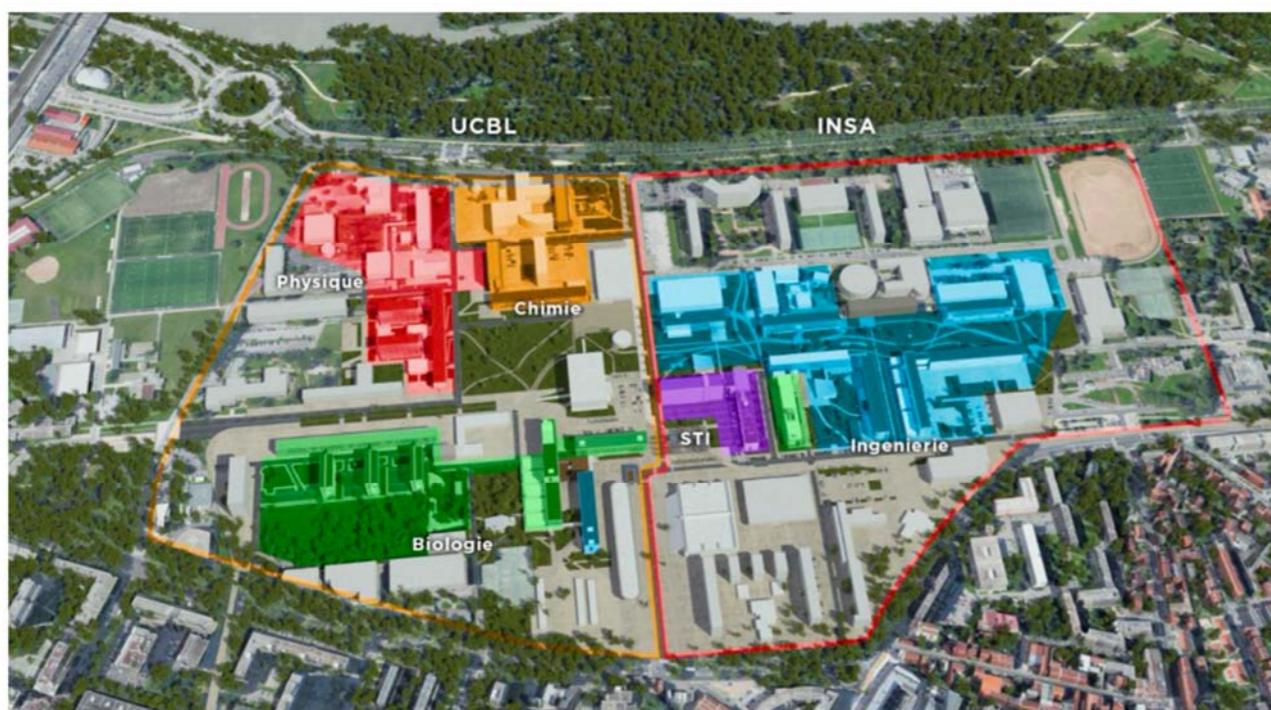 UCBL
INSA
Physique
Chimie
STI
Ingenierie
Biologie